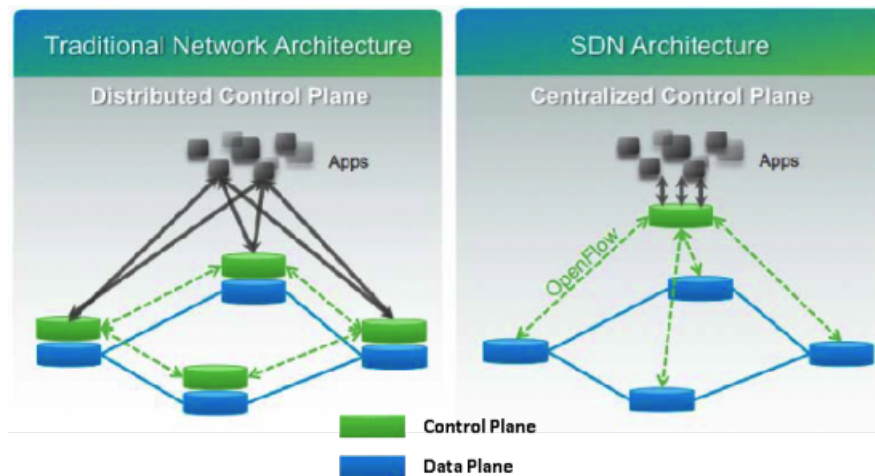 Traditional Network Architecture
Distributed Control Plane
Apps
SDN Architecture
Centralized Control Plane
Apps
OpenFlow
Control Plane
Data Plane